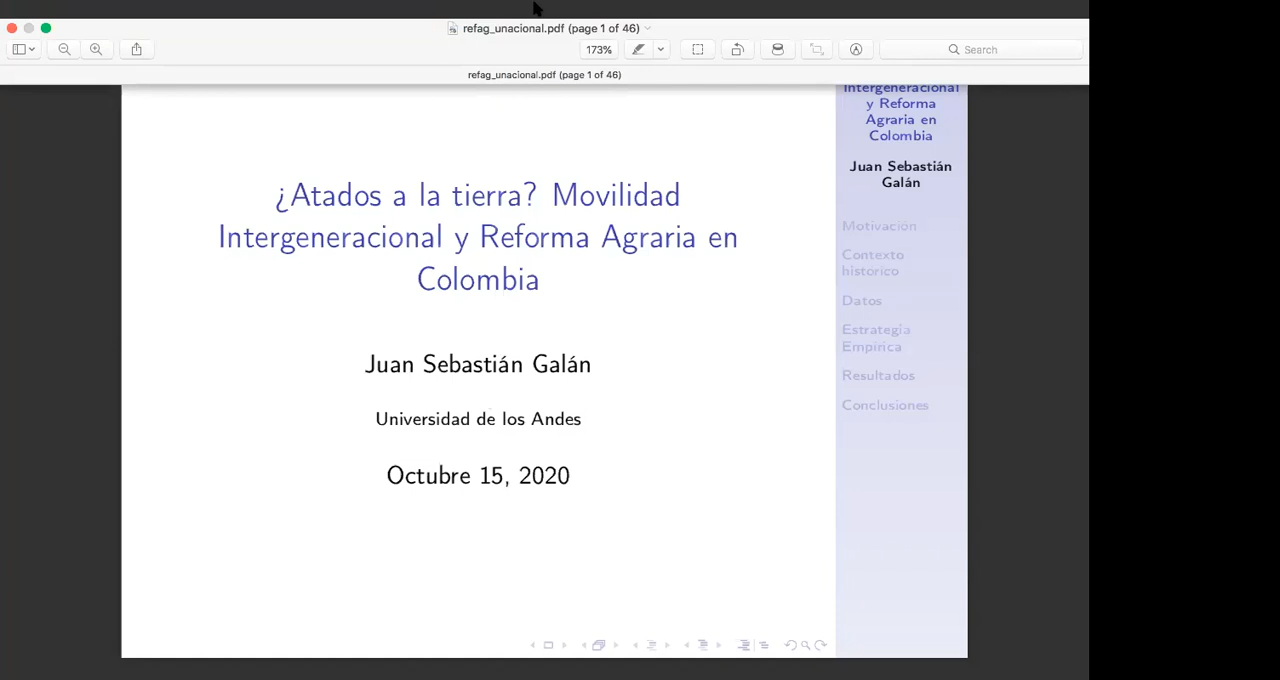 refag_unacional.pdf (page 1 of 46)
173%
Search
refag_unacional.pdf (page 1 of 46)
¿Atados a la tierra? Movilidad
Intergeneracional y Reforma Agraria en
Colombia
Juan Sebastián Galán
Universidad de los Andes
Octubre 15, 2020
Intergeneracional
y Reforma
Agraria en
Colombia
Juan Sebastián
Galán
Motivación
Contexto
historico
Datos
Estrategía
Empírica
Resultados
Conclusiones